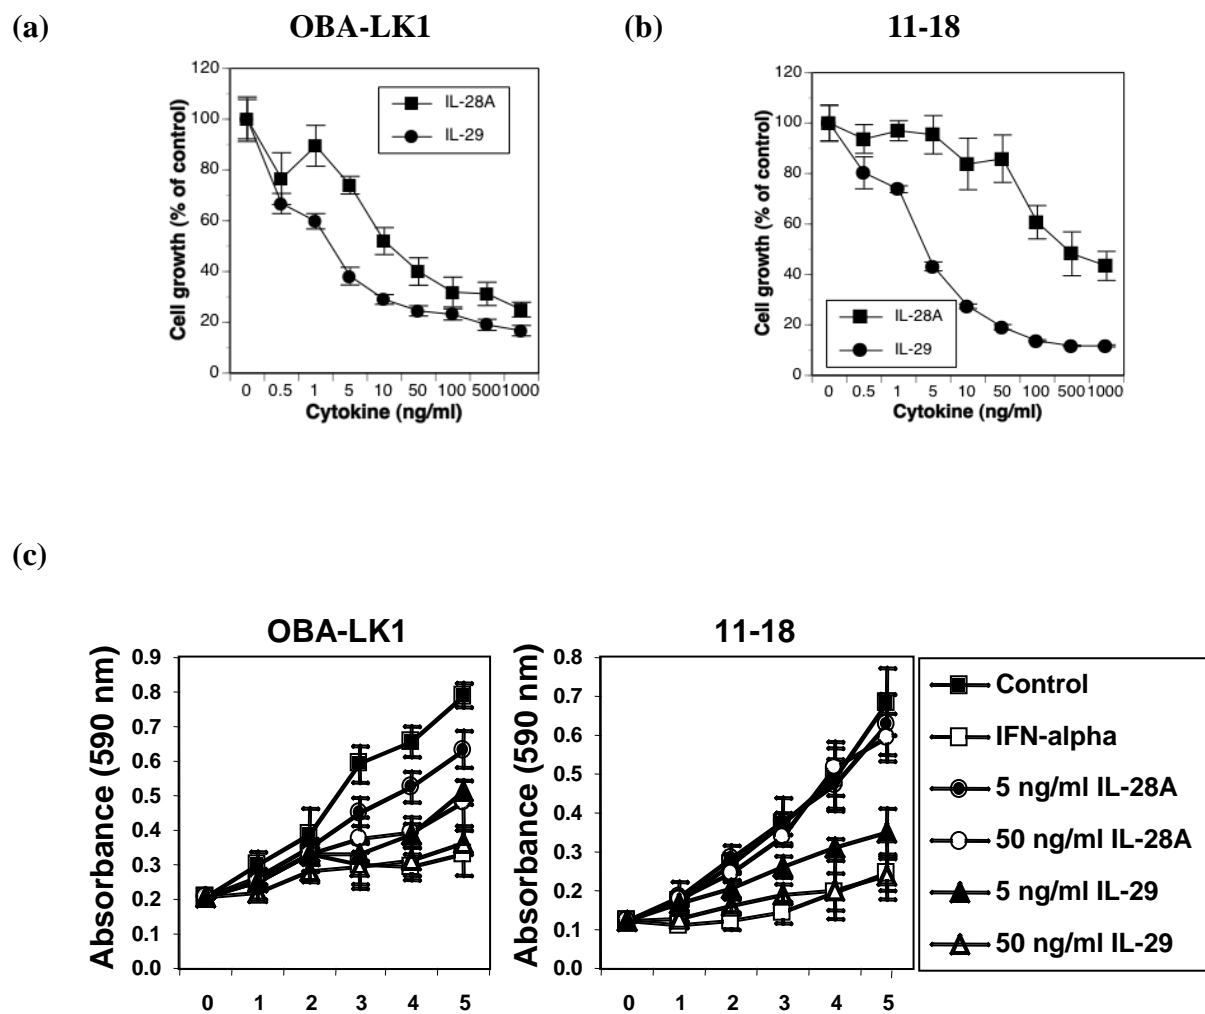 (a) OBA-LK1 (b) 11-18
120
100
80
60
40
20
0
Cell growth (% of control)
IL-28A
IL-29
0 0.5 1 5 10 50 100 500 1000
Cytokine (ng/ml)
120
100
80
60
40
20
0
Cell growth (% of control)
IL-28A
IL-29
0 0.5 1 5 10 50 100 500 1000
Cytokine (ng/ml)
(c)
OBA-LK1
Absorbance (590 nm)
0.9
0.8
0.7
0.6
0.5
0.4
0.3
0.2
0.1
0.0
0 1 2 3 4 5
11-18
Absorbance (590 nm)
0.8
0.7
0.6
0.5
0.4
0.3
0.2
0.1
0.0
0 1 2 3 4 5
Control
IFN-alpha
5 ng/ml IL-28A
50 ng/ml IL-28A
5 ng/ml IL-29
50 ng/ml IL-29